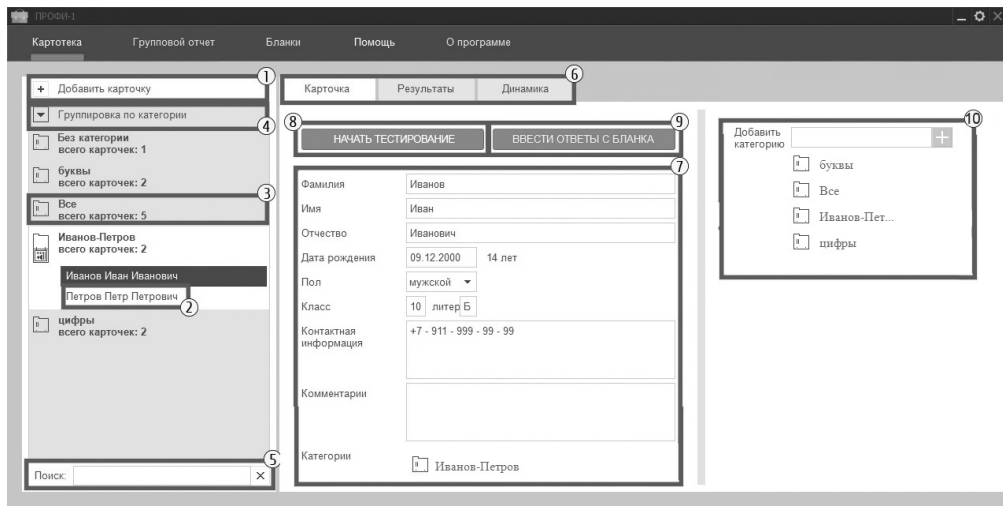 ПРОФИ-1
Картотека Групповой отчет Бланки Помощь О программе
1
+ Добавить карточку
Группировка по категории
4
Без категории
всего карточек: 1
буквы
всего карточек: 2
3
Все
всего карточек: 5
Иванов-Петров
всего карточек: 2
Иванов Иван Иванович
Петров Петр Петрович
2
цифры
всего карточек: 2
5
Поиск: ×
6
Карточка Результаты Динамика
8 9
НАЧАТЬ ТЕСТИРОВАНИЕ ВВЕСТИ ОТВЕТЫ С БЛАНКА
7
Фамилия Иванов
Имя Иван
Отчество Иванович
Дата рождения 09.12.2000 14 лет
Пол мужской
Класс 10 литер Б
Контактная информация +7 - 911 - 999 - 99 - 99
Комментарии
Категории Иванов-Петров
10
Добавить
категорию +
буквы
Все
Иванов-Пет...
цифры